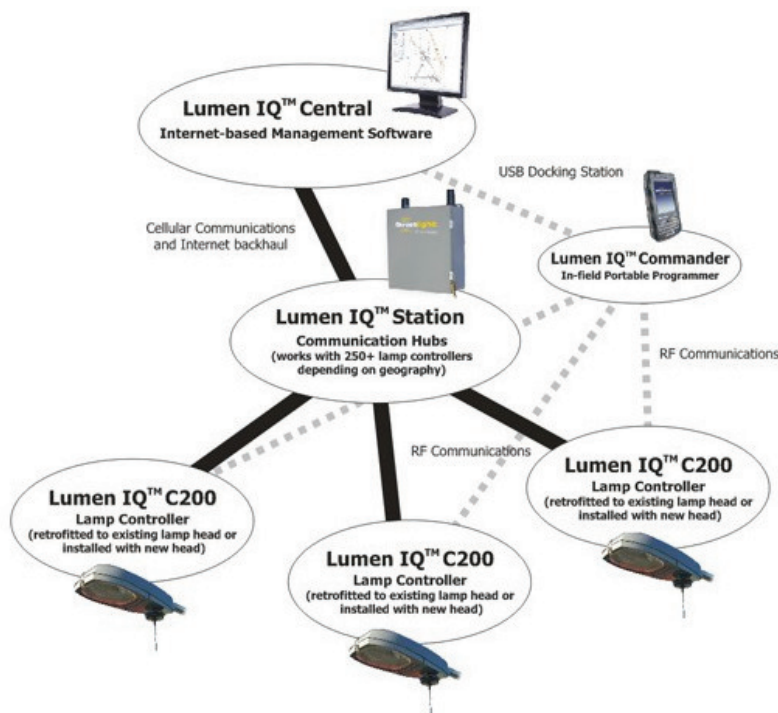 Lumen IQ™ Central
Internet-based Management Software
USB Docking Station
Cellular Communications
and Internet backhaul
Lumen IQ™ Commander
In-field Portable Programmer
Lumen IQ™ Station
Communication Hubs
(works with 250+ lamp controllers
depending on geography)
RF Communications
RF Communications
Lumen IQ™ C200
Lamp Controller
(retrofitted to existing lamp head or
installed with new head)
Lumen IQ™ C200
Lamp Controller
(retrofitted to existing lamp head or
installed with new head)
Lumen IQ™ C200
Lamp Controller
(retrofitted to existing lamp head or
installed with new head)